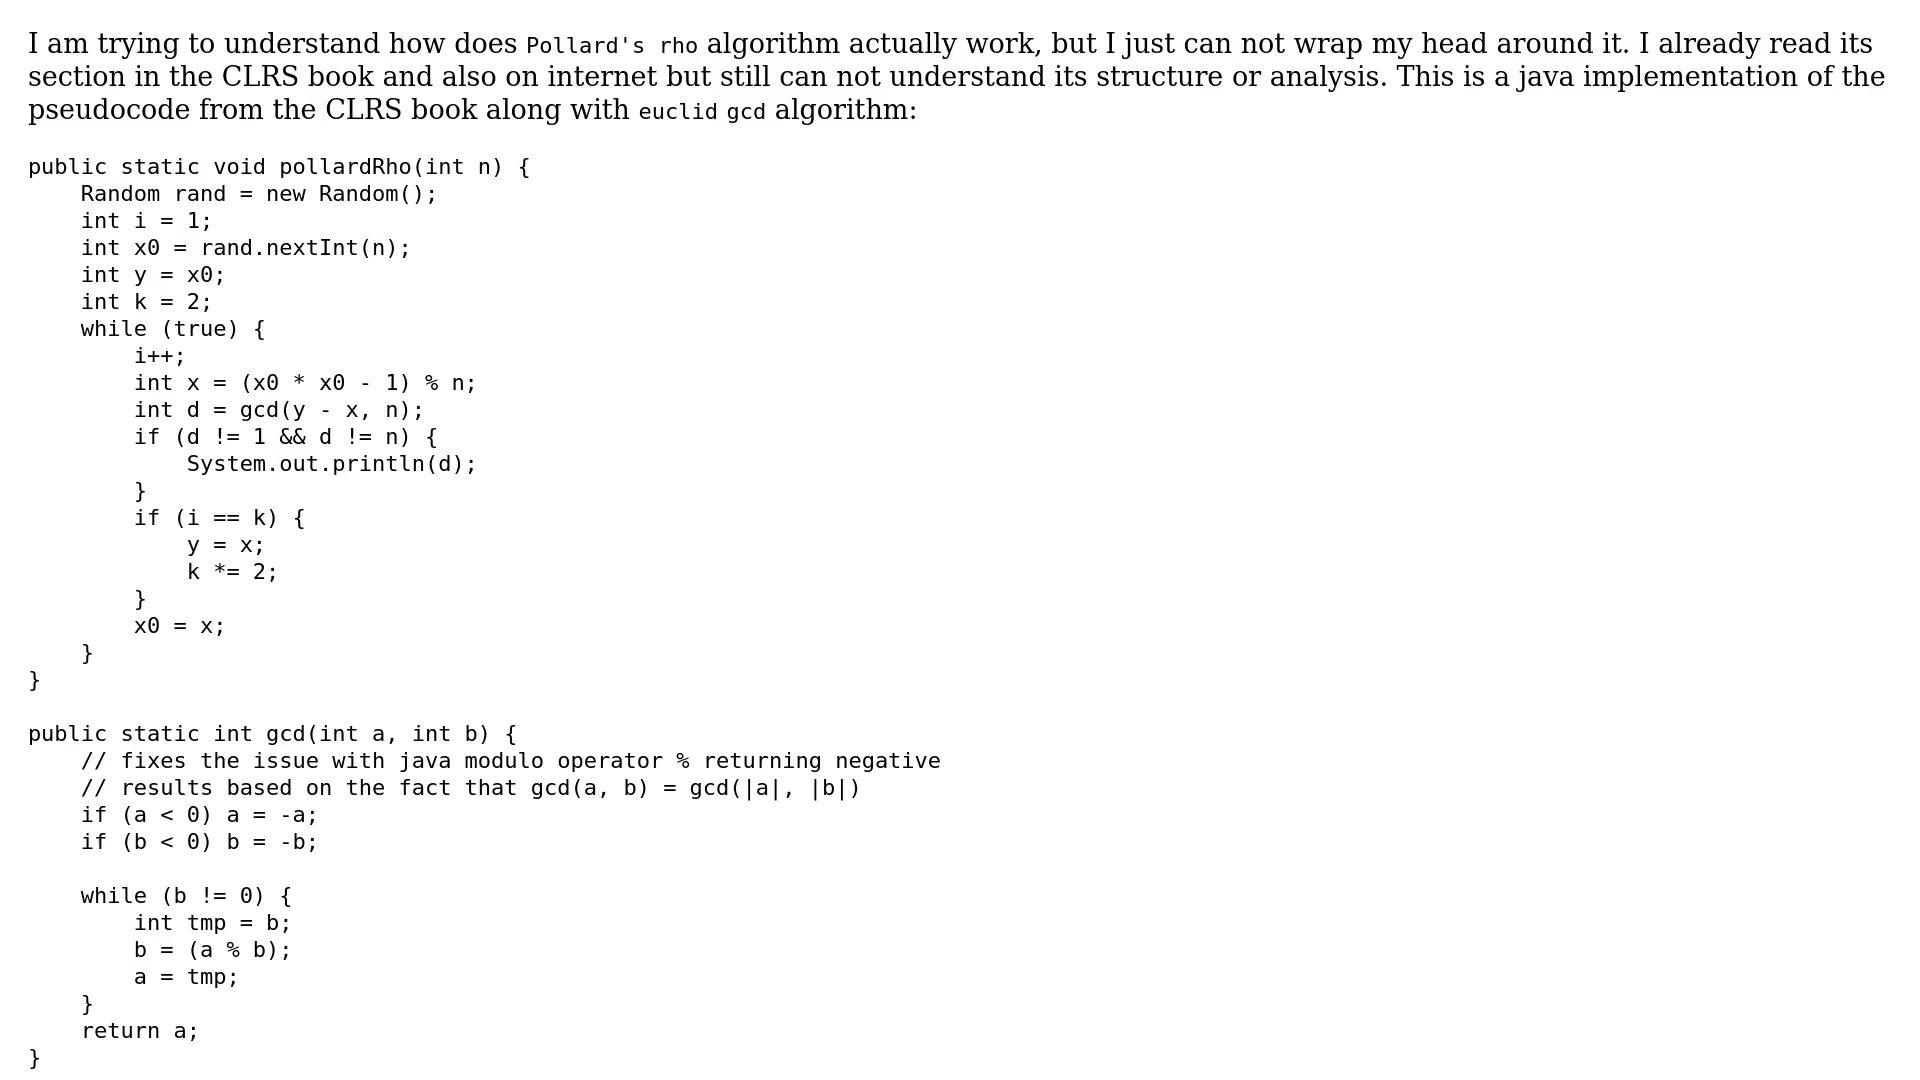 I am trying to understand how does Pollard's rho algorithm actually work, but I just can not wrap my head around it. I already read its
section in the CLRS book and also on internet but still can not understand its structure or analysis. This is a java implementation of the
pseudocode from the CLRS book along with euclid gcd algorithm:
public static void pollardRho(int n) {
    Random rand = new Random();
    int i = 1;
    int x0 = rand.nextInt(n);
    int y = x0;
    int k = 2;
    while (true) {
        i++;
        int x = (x0 * x0 - 1) % n;
        int d = gcd(y - x, n);
        if (d != 1 && d != n) {
            System.out.println(d);
        }
        if (i == k) {
            y = x;
            k *= 2;
        }
        x0 = x;
    }
}
public static int gcd(int a, int b) {
    // fixes the issue with java modulo operator % returning negative
    // results based on the fact that gcd(a, b) = gcd(|a|, |b|)
    if (a < 0) a = -a;
    if (b < 0) b = -b;
    while (b != 0) {
        int tmp = b;
        b = (a % b);
        a = tmp;
    }
    return a;
}